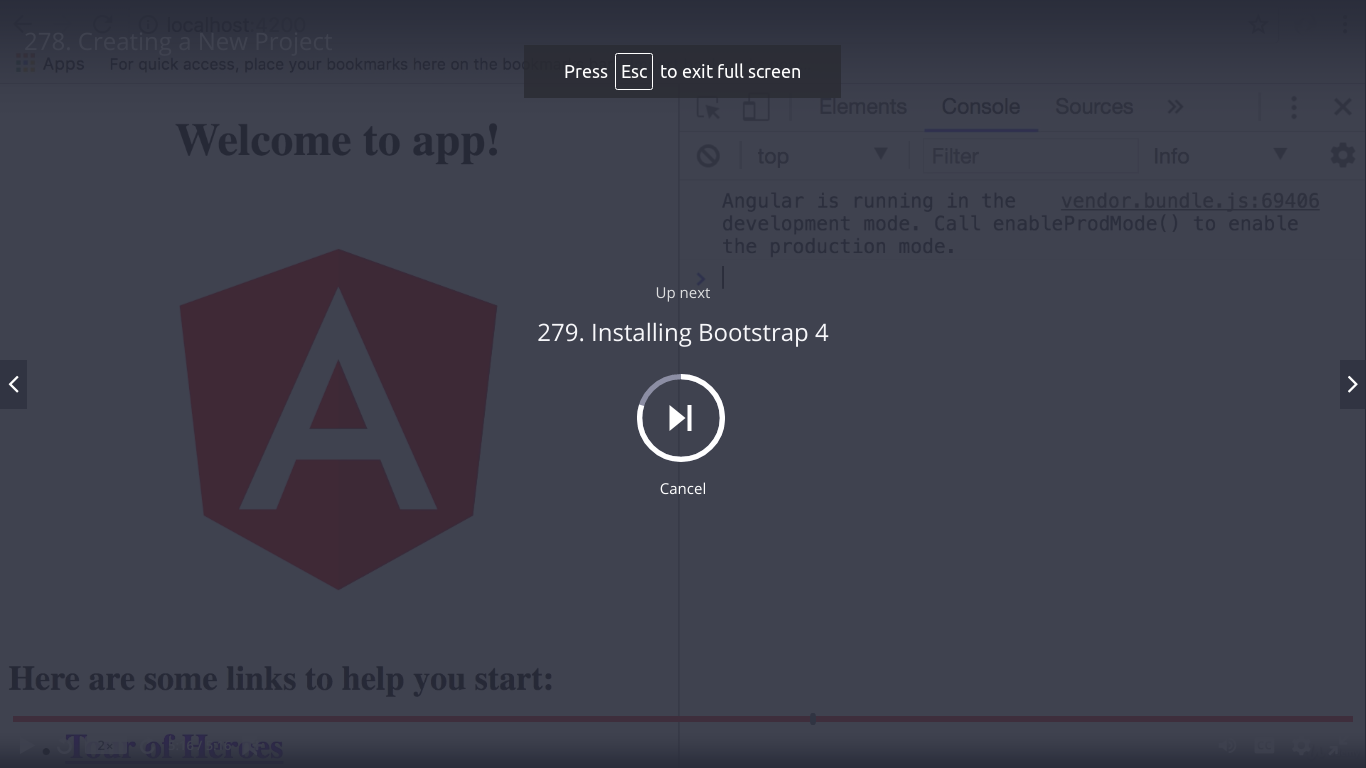 localhost:4200
278. Creating a New Project
Apps For quick access, place your bookmarks here on the
Press Esc to exit full screen
Elements Console Sources »
top Filter Info
Welcome to app!
Angular is running in the vendor.bundle.js:69406
development mode. Call enableProdMode() to enable
the production mode.
>
Up next
279. Installing Bootstrap 4
Cancel
Here are some links to help you start:
• Tour of Heroes